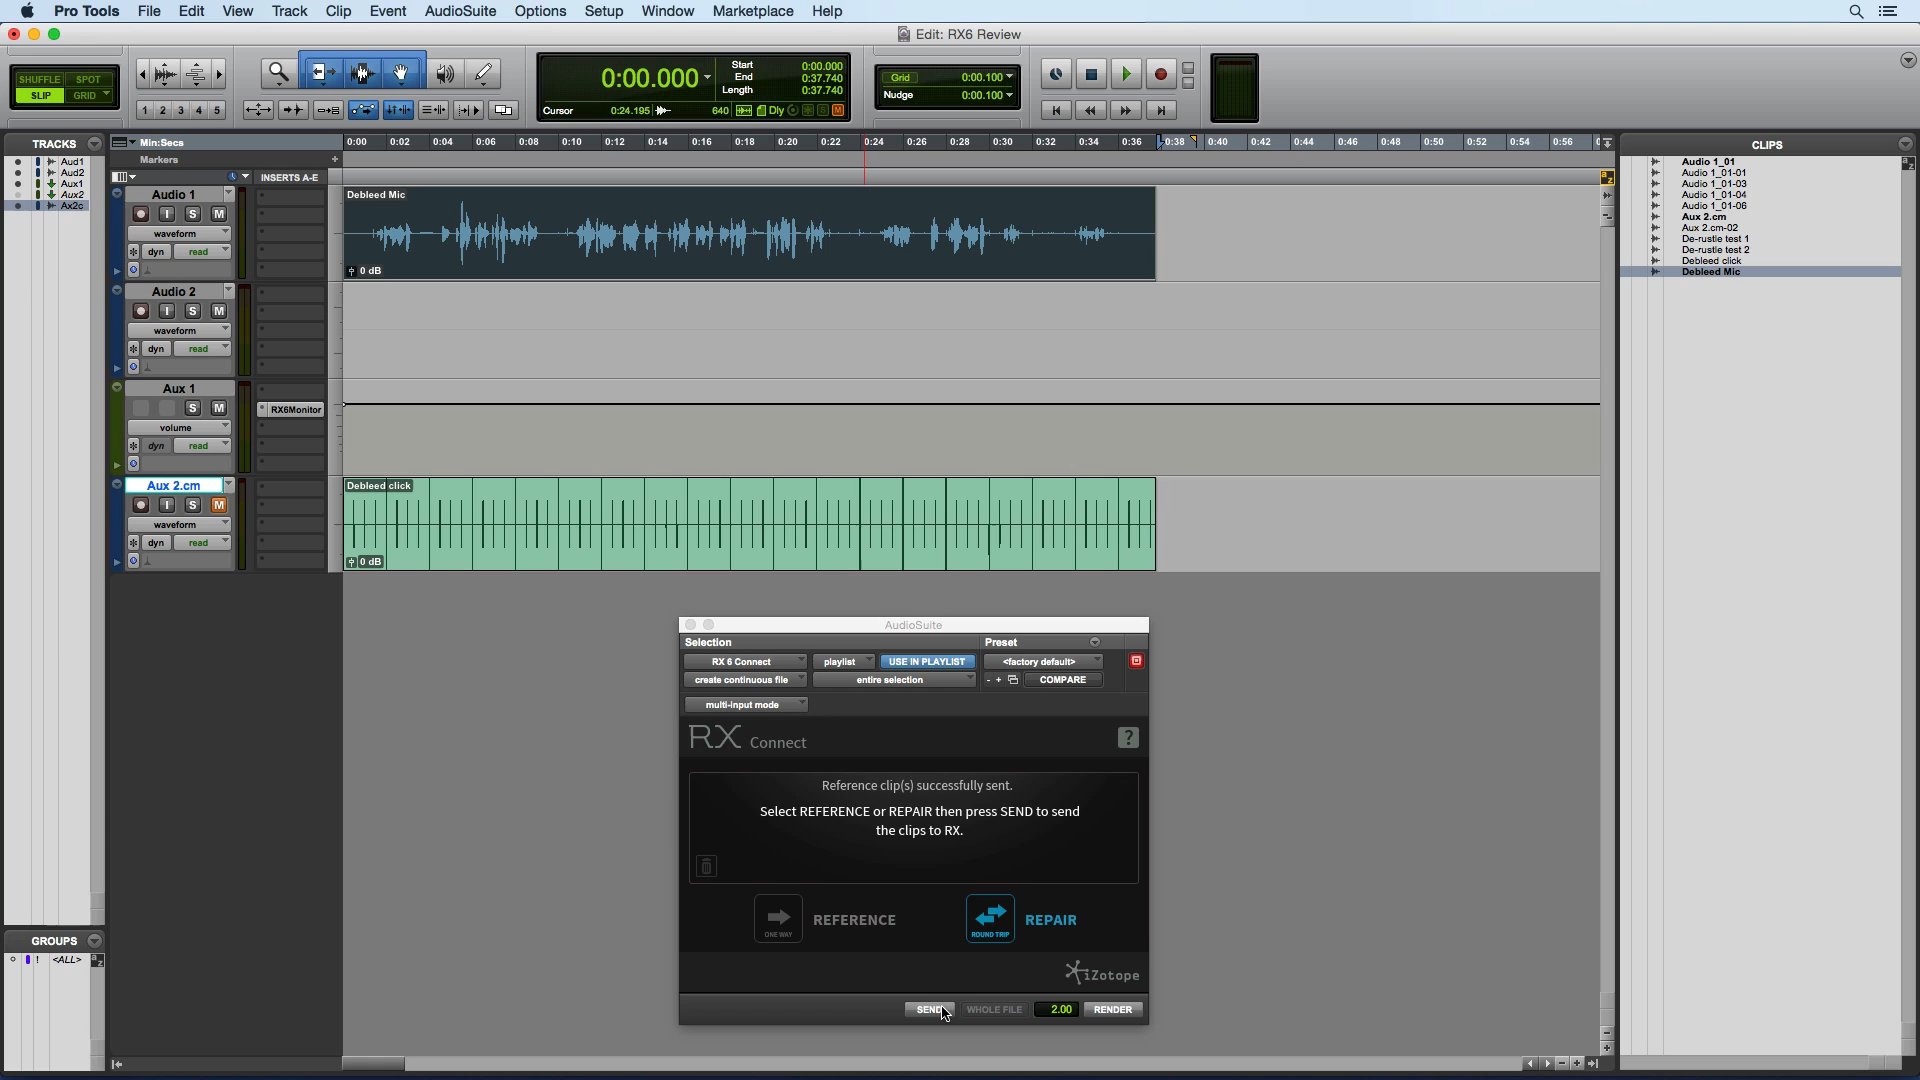 Pro Tools File Edit View Track Clip Event AudioSuite Options Setup Window Marketplace Help
Edit: RX6 Review
SHUFFLE SPOT
SLIP GRID
1 2 3 4 5
0:00.000
Start 0:00.000
End 0:37.740
Length 0:37.740
Cursor 0:24.195 640 Dly S M
Grid 0:00.100
Nudge 0:00.100
TRACKS
Aud1
Aud2
Aux1
Aux2
Ax2c
Min:Secs
0:00 0:02 0:04 0:06 0:08 0:10 0:12 0:14 0:16 0:18 0:20 0:22 0:24 0:26 0:28 0:30 0:32 0:34 0:36 0:38 0:40 0:42 0:44 0:46 0:48 0:50 0:52 0:54 0:56
Markers +
INSERTS A-E
Audio 1
I S M
waveform
dyn read
Debleed Mic
0 dB
Audio 2
I S M
waveform
dyn read
Aux 1
S M
volume
dyn read
RX6Monitor
Aux 2.cm
I S M
waveform
dyn read
Debleed click
0 dB
CLIPS
a z
Audio 1_01
Audio 1_01-01
Audio 1_01-03
Audio 1_01-04
Audio 1_01-06
Aux 2.cm
Aux 2.cm-02
De-rustle test 1
De-rustle test 2
Debleed click
Debleed Mic
GROUPS
! <ALL> a z
AudioSuite
Selection Preset
RX 6 Connect playlist USE IN PLAYLIST <factory default>
create continuous file entire selection - + COMPARE
multi-input mode
RX Connect ?
Reference clip(s) successfully sent.
Select REFERENCE or REPAIR then press SEND to send
the clips to RX.
ONE WAY REFERENCE ROUND TRIP REPAIR
iZotope
SEND WHOLE FILE 2.00 RENDER